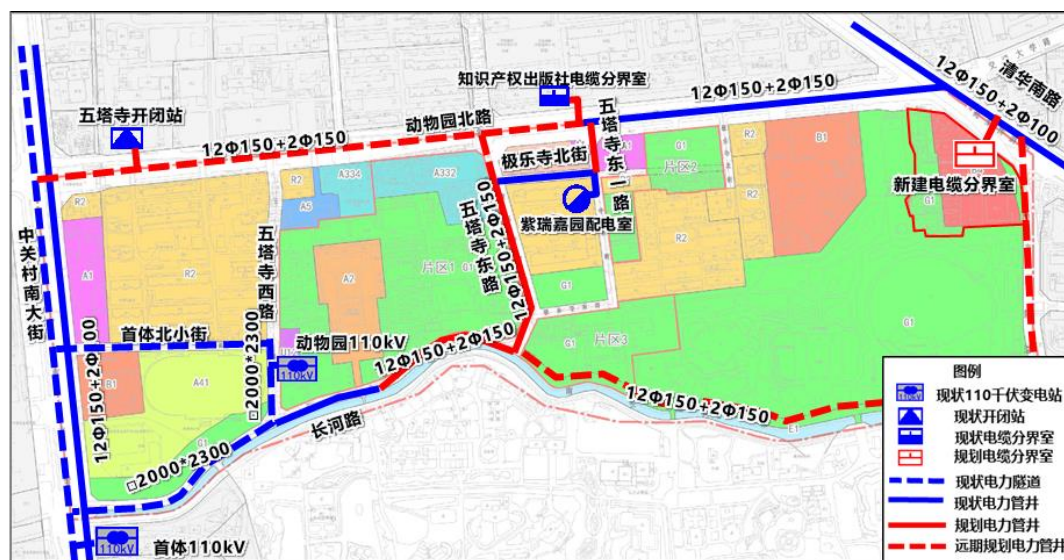 知识产权出版社电缆分界室
12Φ150+2Φ150
清华南路
12Φ150+2Φ100
五塔寺开闭站
12Φ150+2Φ150
动物园北路
五塔寺东一路
极乐寺北街
A1
G1
片区2
R2
B1
新建电缆分界室
G1
R2
A334
A332
A5
R2
紫瑞嘉园配电室
R2
中关村南大街
A1
R2
五塔寺西路
A2
片区1
G1
五塔寺东路
12Φ150+2Φ150
G1
首体北小街
□2000*2300
动物园110kV
110kV
12Φ150+2Φ150
G1
片区3
G1
12Φ150+2Φ100
B1
A41
G1
□2000*2300
长河路
12Φ150+2Φ150
E1
110kV
首体110kV
图例
110kV
现状110千伏变电站
现状开闭站
现状电缆分界室
规划电缆分界室
现状电力隧道
现状电力管井
规划电力管井
远期规划电力管井